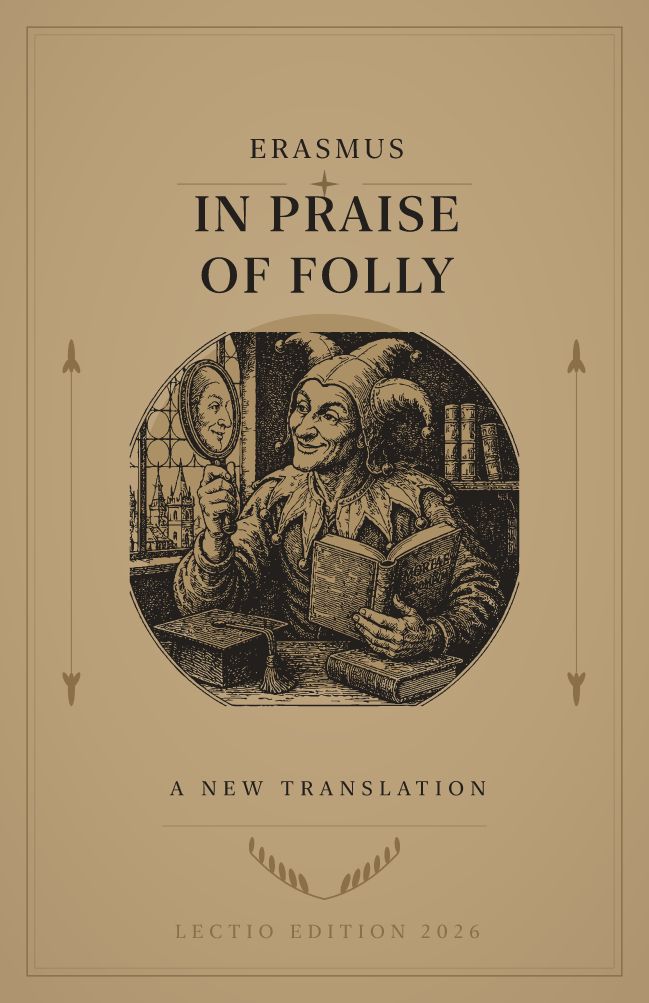 ERASMUS
IN PRAISE
OF FOLLY
A NEW TRANSLATION
LECTIO EDITION 2026